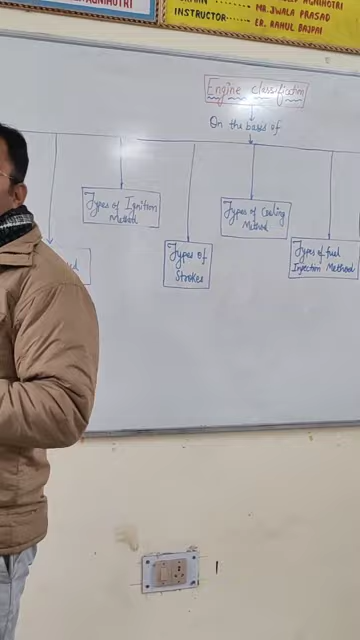 INSTRUCTOR MR. JWALA PRASAD
ER. RAHUL BAJPAI
Engine classification
On the bases of
Types of Ignition
Method
Types of
Strokes
Types of Cooling
Method
Types of fuel
Injection Method